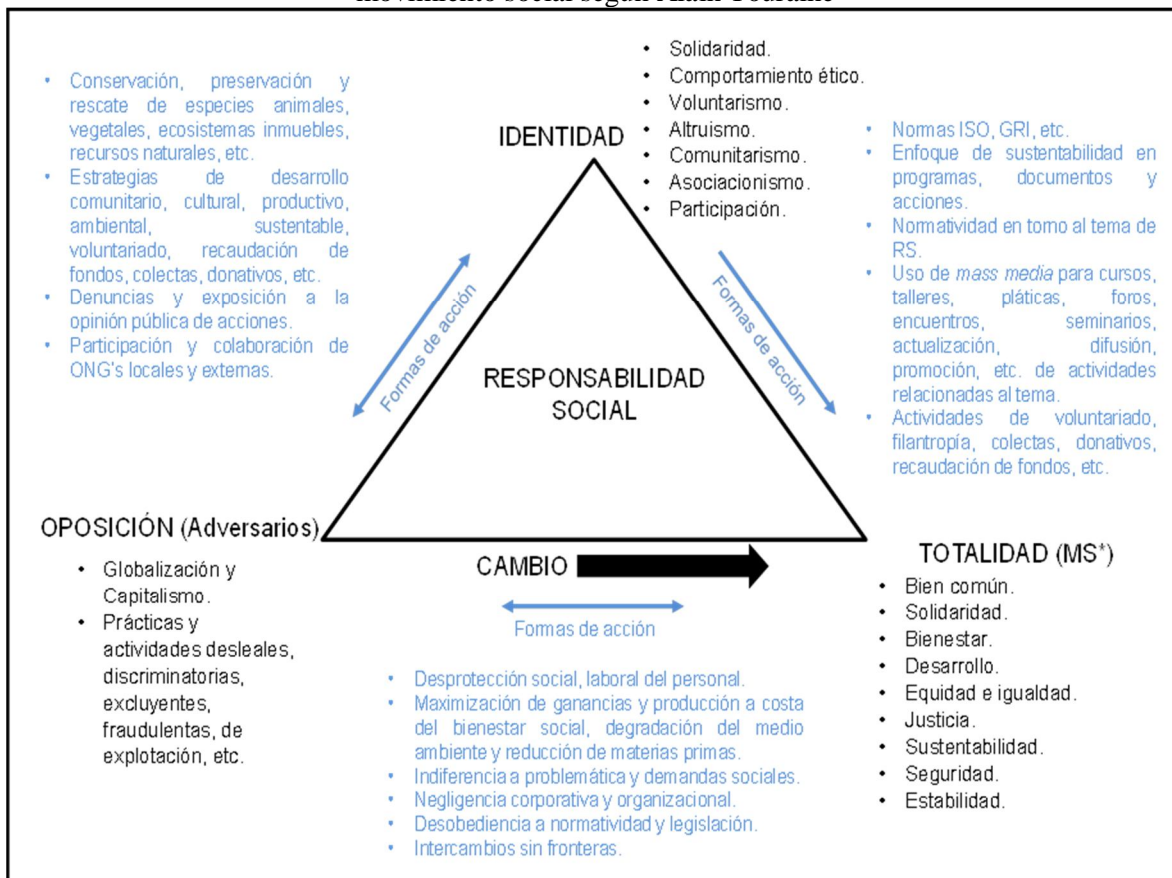 movimiento social según Alain Touraine
• Solidaridad.
• Comportamiento ético.
• Voluntarismo.
• Altruismo.
• Comunitarismo.
• Asociacionismo.
• Participación.
IDENTIDAD
• Conservación, preservación y
rescate de especies animales,
vegetales, ecosistemas inmuebles,
recursos naturales, etc.
• Estrategias de desarrollo
comunitario, cultural, productivo,
ambiental, sustentable,
voluntariado, recaudación de
fondos, colectas, donativos, etc.
• Denuncias y exposición a la
opinión pública de acciones.
• Participación y colaboración de
ONG's locales y externas.
Formas de acción
RESPONSABILIDAD
SOCIAL
Formas de acción
• Normas ISO, GRI, etc.
• Enfoque de sustentabilidad en
programas, documentos y
acciones.
• Normatividad en torno al tema de
RS.
• Uso de mass media para cursos,
talleres, pláticas, foros,
encuentros, seminarios,
actualización, difusión,
promoción, etc. de actividades
relacionadas al tema.
• Actividades de voluntariado,
filantropía, colectas, donativos,
recaudación de fondos, etc.
OPOSICIÓN (Adversarios)
• Globalización y
Capitalismo.
• Prácticas y
actividades desleales,
discriminatorias,
excluyentes,
fraudulentas, de
explotación, etc.
CAMBIO
Formas de acción
• Desprotección social, laboral del personal.
• Maximización de ganancias y producción a costa
del bienestar social, degradación del medio
ambiente y reducción de materias primas.
• Indiferencia a problemática y demandas sociales.
• Negligencia corporativa y organizacional.
• Desobediencia a normatividad y legislación.
• Intercambios sin fronteras.
TOTALIDAD (MS*)
• Bien común.
• Solidaridad.
• Bienestar.
• Desarrollo.
• Equidad e igualdad.
• Justicia.
• Sustentabilidad.
• Seguridad.
• Estabilidad.